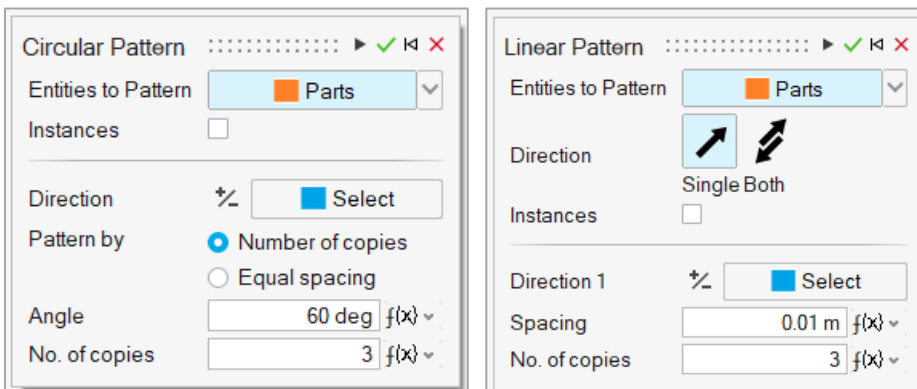 Circular Pattern
Entities to Pattern Parts
Instances
Direction +/- Select
Pattern by Number of copies
Equal spacing
Angle 60 deg f(x)
No. of copies 3 f(x)
Linear Pattern
Entities to Pattern Parts
Direction
Single Both
Instances
Direction 1 +/- Select
Spacing 0.01 m f(x)
No. of copies 3 f(x)